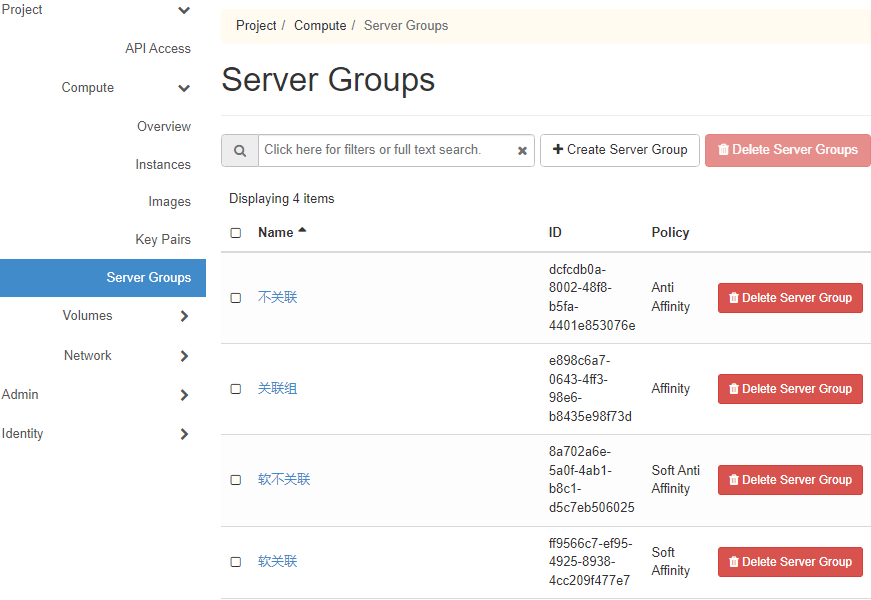 Project
API Access
Compute
Overview
Instances
Images
Key Pairs
Server Groups
Volumes
Network
Admin
Identity
Project / Compute / Server Groups
Server Groups
Click here for filters or full text search.
Create Server Group
Delete Server Groups
Displaying 4 items
Name ID Policy
不关联
dcfcdb0a-
8002-48f8-
b5fa-
4401e853076e
Anti
Affinity
Delete Server Group
关联组
e898c6a7-
0643-4ff3-
98e6-
b8435e98f73d
Affinity
Delete Server Group
软不关联
8a702a6e-
5a0f-4ab1-
b8c1-
d5c7eb506025
Soft Anti
Affinity
Delete Server Group
软关联
ff9566c7-ef95-
4925-8938-
4cc209f477e7
Soft
Affinity
Delete Server Group